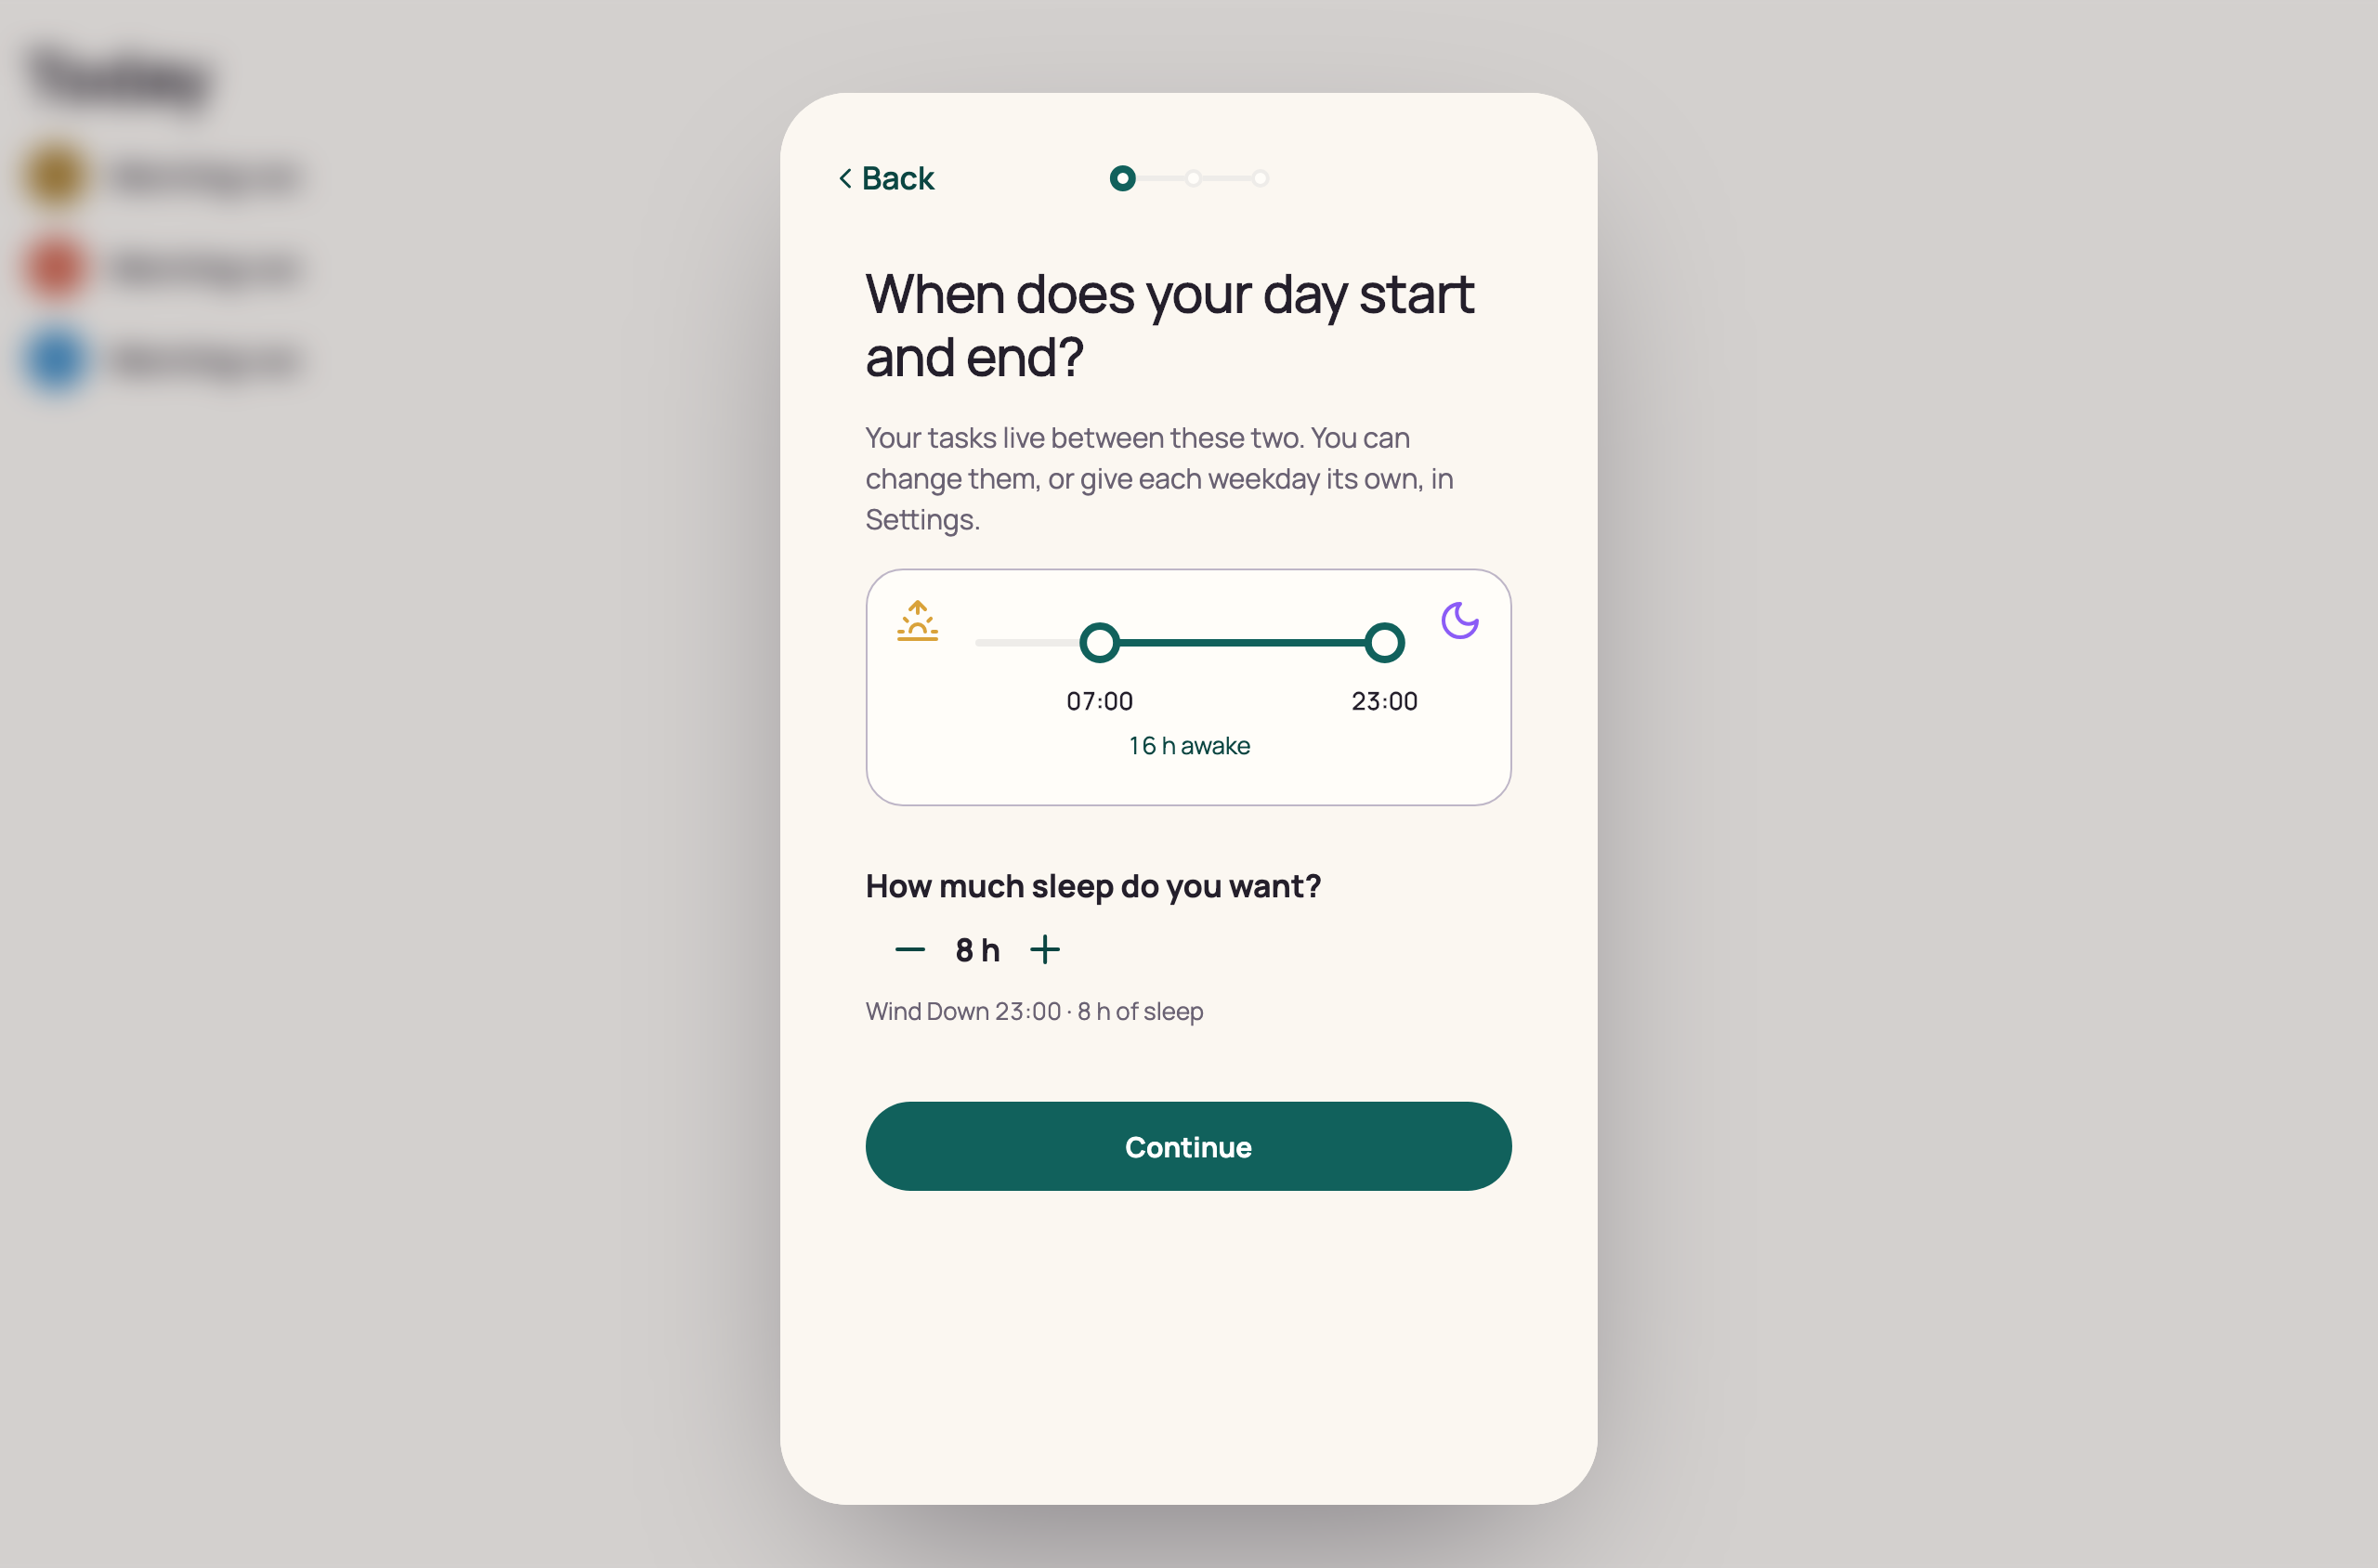 Today
Back
When does your day start
and end?
Your tasks live between these two. You can
change them, or give each weekday its own, in
Settings.
07:00
23:00
16 h awake
How much sleep do you want?
8 h
Wind Down 23:00 · 8 h of sleep
Continue